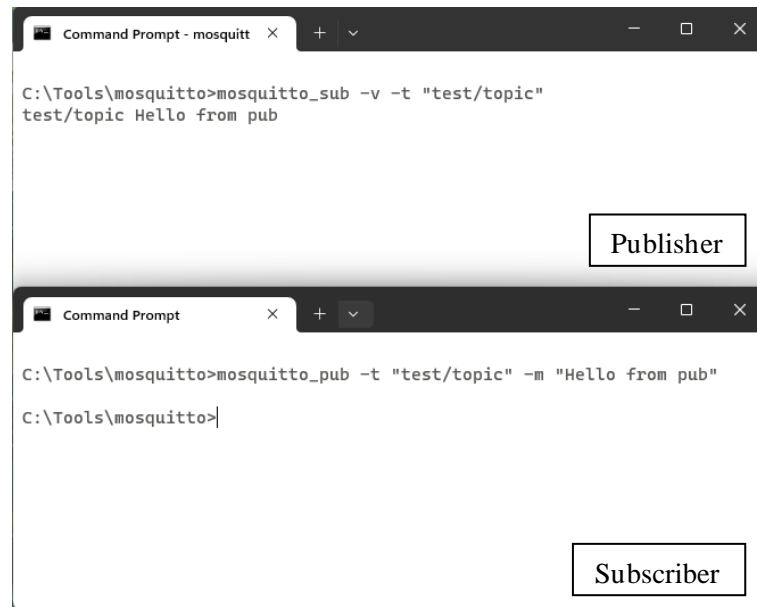 Command Prompt - mosquitt
C:\Tools\mosquitto>mosquitto_sub -v -t "test/topic"
test/topic Hello from pub
Publisher
Command Prompt
C:\Tools\mosquitto>mosquitto_pub -t "test/topic" -m "Hello from pub"
C:\Tools\mosquitto>
Subscriber